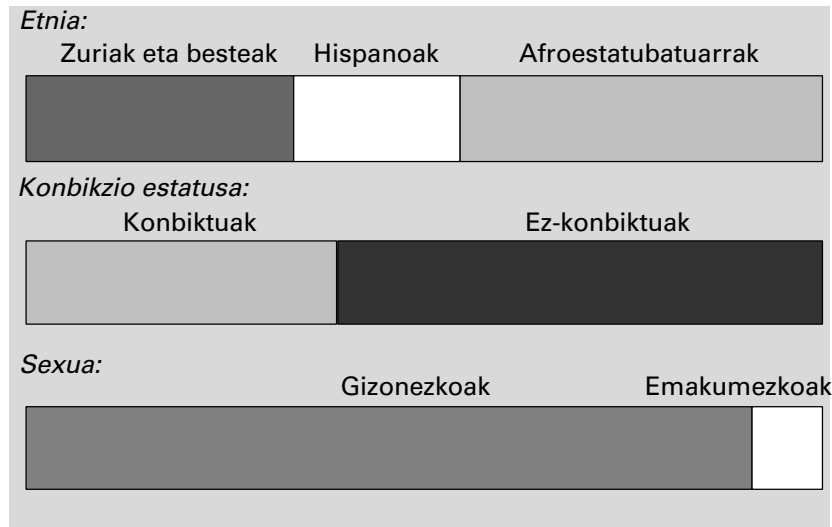 Etnia:
Zuriak eta besteak Hispanoak Afroestatubatuarrak
Konbikzio estatusa:
Konbiktuak Ez-konbiktuak
Sexua:
Gizonezkoak Emakumezkoak